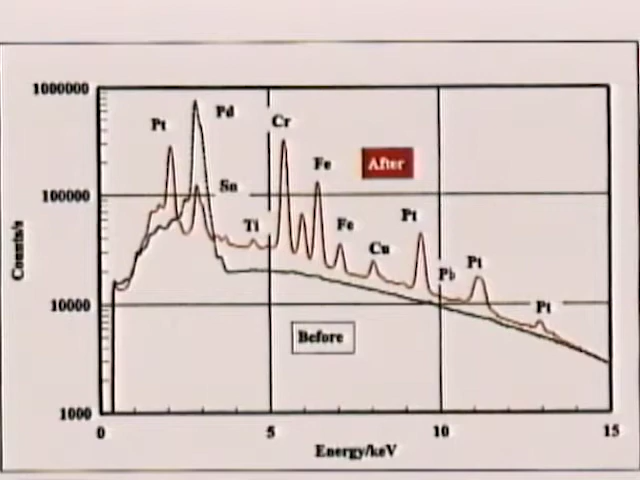 1000000
100000
10000
1000
Counts/s
Pt
Pd
Sn
Ti
Cr
Fe
Fe
Cu
Pt
Pb
Pt
Pt
After
Before
0
5
10
15
Energy/keV